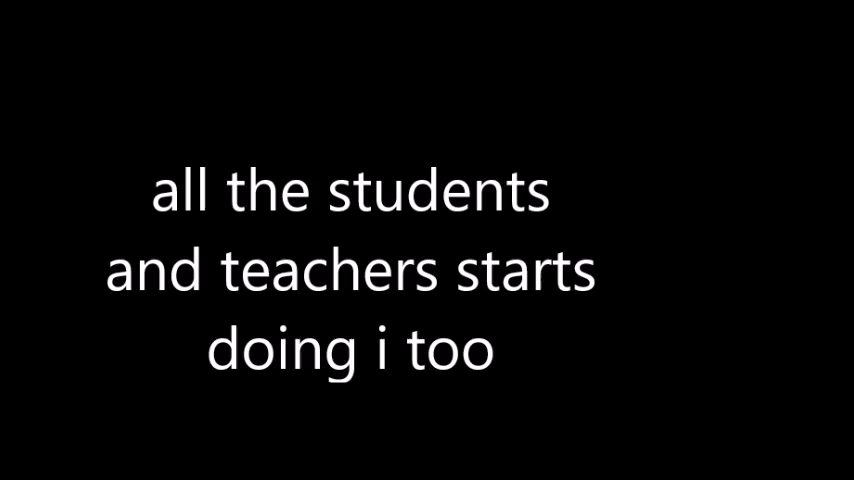 all the students
and teachers starts
doing i too